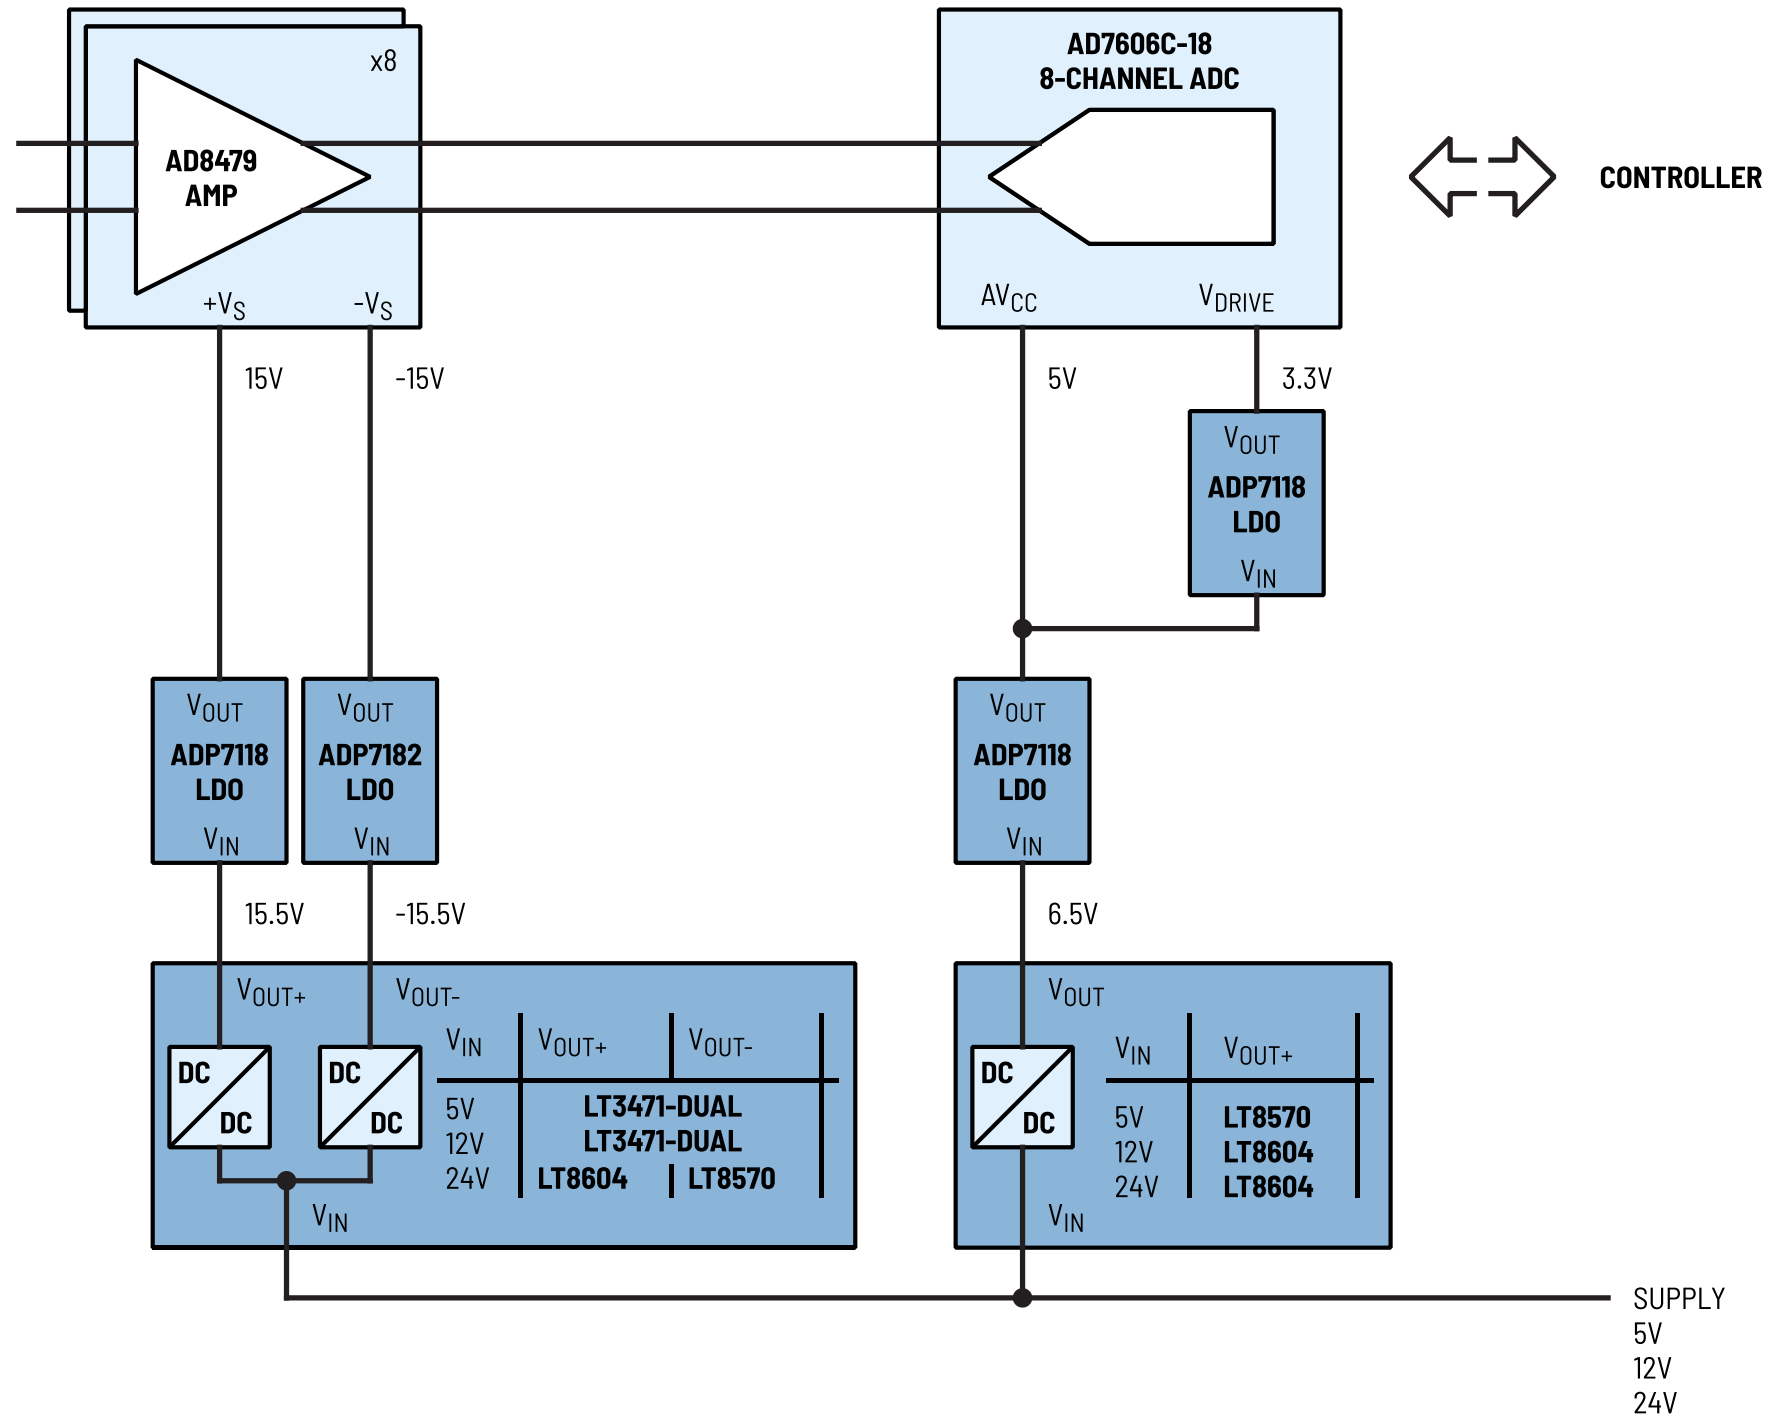 x8
AD8479
AMP
+VS
-VS
AD7606C-18
8-CHANNEL ADC
AVCC
VDRIVE
CONTROLLER
15V
-15V
5V
3.3V
VOUT
ADP7118
LDO
VIN
VOUT
ADP7118
LDO
VIN
VOUT
ADP7182
LDO
VIN
VOUT
ADP7118
LDO
VIN
15.5V
-15.5V
6.5V
VOUT+
VOUT-
DC
DC
DC
DC
VIN
VIN VOUT+ VOUT-
5V LT3471-DUAL
12V LT3471-DUAL
24V LT8604 LT8570
VOUT
DC
DC
VIN
VIN VOUT+
5V LT8570
12V LT8604
24V LT8604
SUPPLY
5V
12V
24V